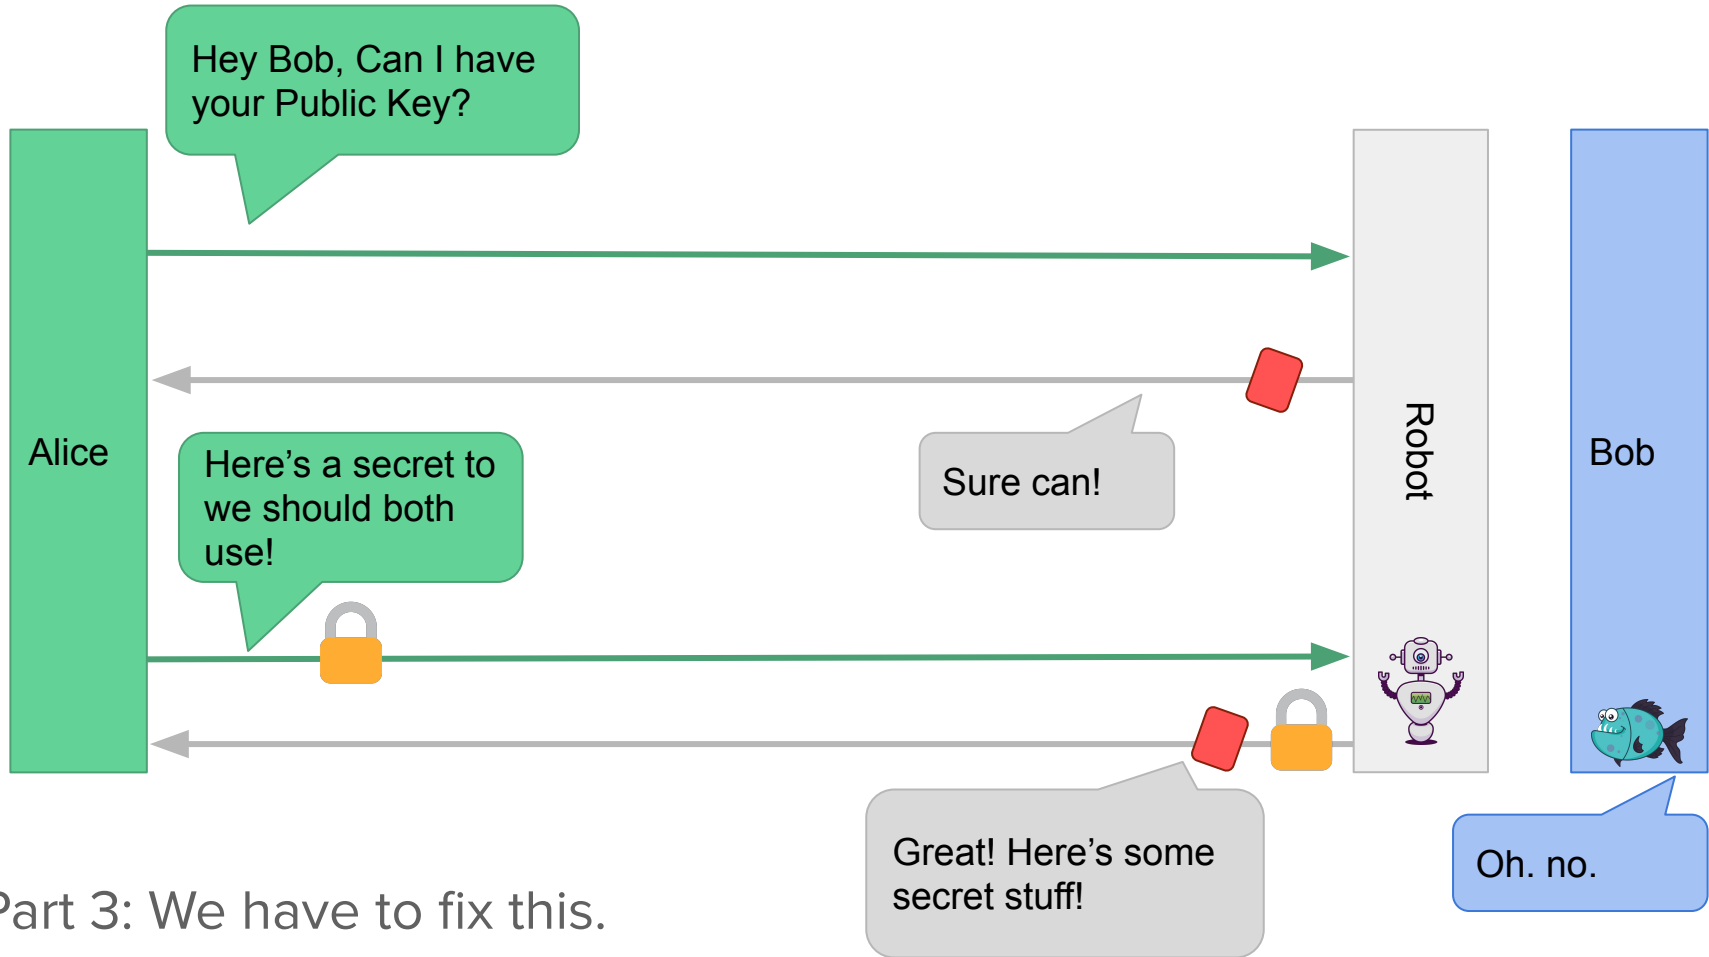 Hey Bob, Can I have
your Public Key?
Alice
Here's a secret to
we should both
use!
Sure can!
Robot
Bob
Great! Here's some
secret stuff!
Oh. no.
Part 3: We have to fix this.